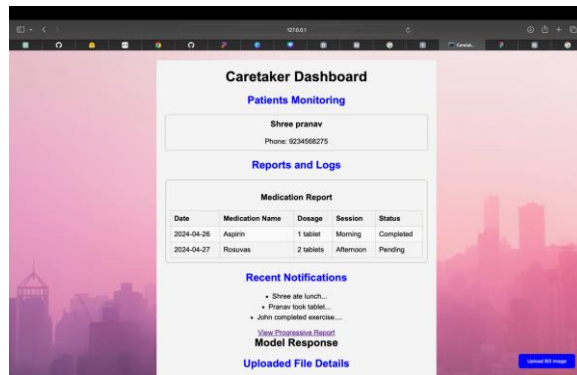 127.0.0.1
Caretaker Dashboard
Patients Monitoring
Shree pranav
Phone: 9234568275
Reports and Logs
Medication Report
Date Medication Name Dosage Session Status
2024-04-26 Aspirin 1 tablet Morning Completed
2024-04-27 Rosuvas 2 tablets Afternoon Pending
Recent Notifications
• Shree ate lunch...
• Pranav took tablet...
• John completed exercise....
View Progressive Report
Model Response
Uploaded File Details
Upload Bill Image